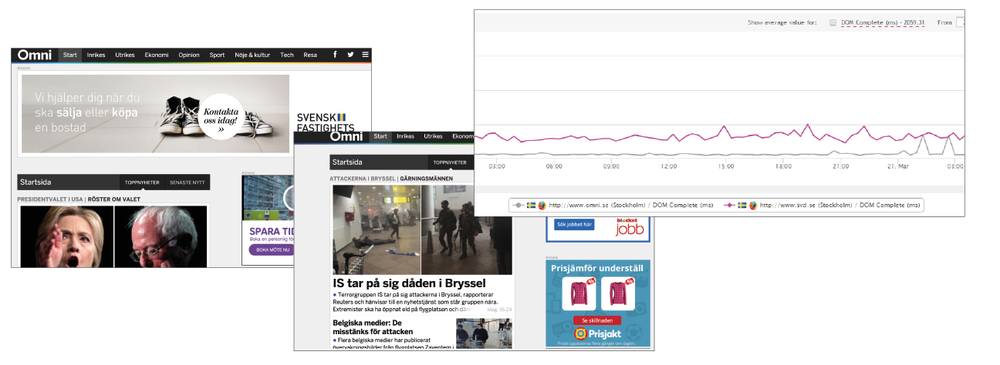 Omni Start Inrikes Utrikes Ekonomi Opinion Sport Nöje & kultur Tech Resa
Annons
Vi hjälper dig när du
ska sälja eller köpa
en bostad
Kontakta
oss idag!
»
SVENSK
FASTIGHETS
Startsida TOPPNYHETER SENASTE NYTT
PRESIDENTVALET I USA | RÖSTER OM VALET
Annons
SPARA TI
Boka en personlig fö
BOKA MÖTE NU
Omni Start Inrikes Utrikes Ekonom
Startsida TOPPNYHETER
ATTACKERNA I BRYSSEL | GÄRNINGSMÄNNEN
IS tar på sig dåden i Bryssel
• Terrorgruppen IS tar på sig attackerna i Bryssel, rapporterar
Reuters och hänvisar till en nyhetstjänst som står gruppen nära.
Extremister ska ha öppnat eld på flygplatsen och där Idag, 16.24
Belgiska medier: De
misstänks för attacken
• Flera belgiska medier har publicerat
övervakningsbilder från flygplatsen Zaventem i
Sök jobbet här
blocket
jobb
Annons
Prisjämför underställ
%
%
Se skillnaden
Prisjakt
Priset uppdateras flera gånger om dagen.
Show average value for: DOM Complete (ms) - 2059.31 From
03:00 06:00 09:00 12:00 15:00 18:00 21:00 21. Mar 03:00
http://www.omni.se (Stockholm) / DOM Complete (ms) http://www.svd.se (Stockholm) / DOM Complete (ms)